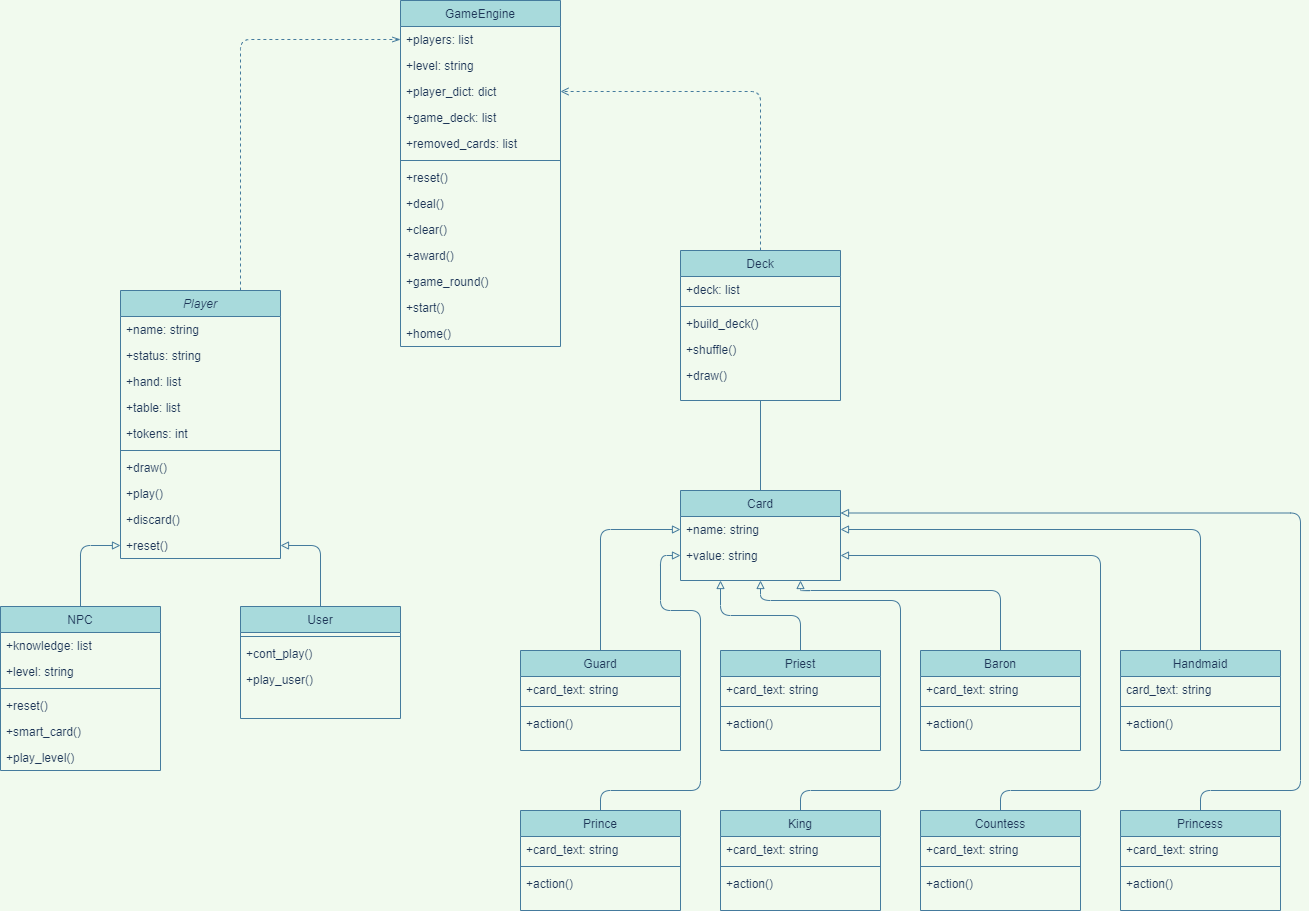 GameEngine
+players: list
+level: string
+player_dict: dict
+game_deck: list
+removed_cards: list
+reset()
+deal()
+clear()
+award()
+game_round()
+start()
+home()
Deck
+deck: list
+build_deck()
+shuffle()
+draw()
Player
+name: string
+status: string
+hand: list
+table: list
+tokens: int
+draw()
+play()
+discard()
+reset()
Card
+name: string
+value: string
NPC
+knowledge: list
+level: string
+reset()
+smart_card()
+play_level()
User
+cont_play()
+play_user()
Guard
+card_text: string
+action()
Priest
+card_text: string
+action()
Baron
+card_text: string
+action()
Handmaid
card_text: string
+action()
Prince
+card_text: string
+action()
King
+card_text: string
+action()
Countess
+card_text: string
+action()
Princess
+card_text: string
+action()